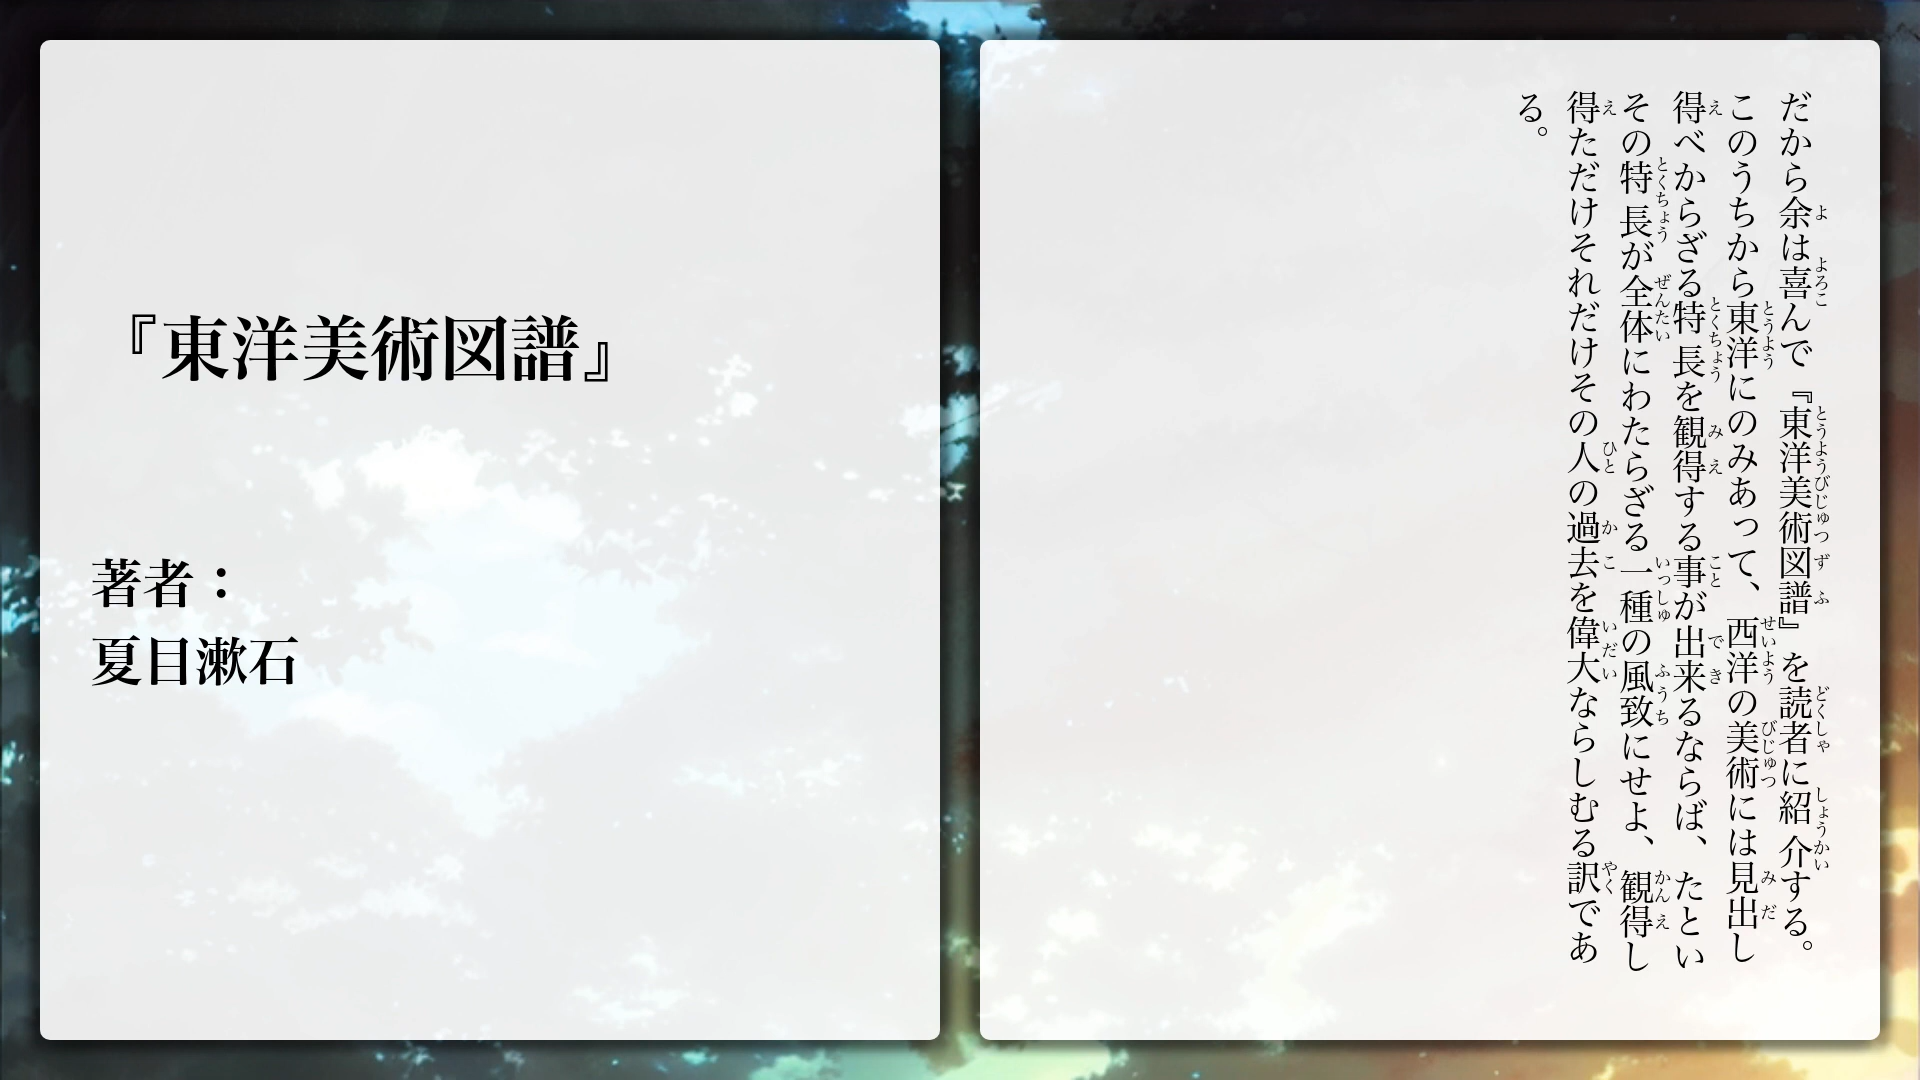 『東洋美術図譜』
著者：
夏目漱石
だから余は喜んで『東洋美術図譜』を読者に紹介する。
このうちから東洋にのみあって、西洋の美術には見出し
得べからざる特長を観得する事が出来るならば、たとい
その特長が全体にわたらざる一種の風致にせよ、観得し
得ただけそれだけその人の過去を偉大ならしむる訳であ
る。